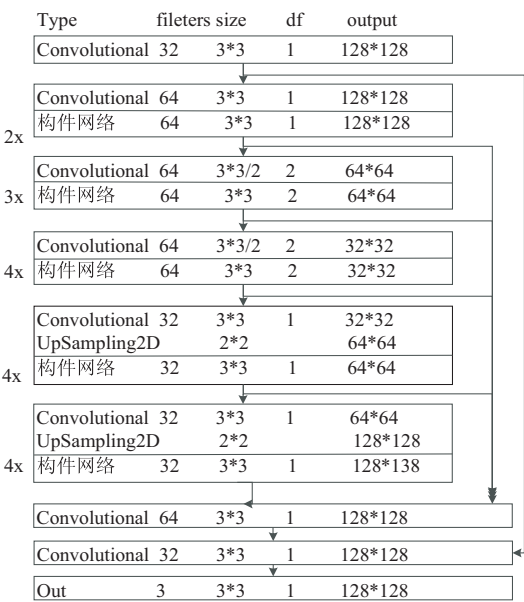 Type fileters size df output
Convolutional 32 3*3 1 128*128
Convolutional 64 3*3 1 128*128
2x 构件网络 64 3*3 1 128*128
Convolutional 64 3*3/2 2 64*64
3x 构件网络 64 3*3 2 64*64
Convolutional 64 3*3/2 2 32*32
4x 构件网络 64 3*3 2 32*32
Convolutional 32 3*3 1 32*32
UpSampling2D 2*2 64*64
4x 构件网络 32 3*3 1 64*64
Convolutional 32 3*3 1 64*64
UpSampling2D 2*2 128*128
4x 构件网络 32 3*3 1 128*138
Convolutional 64 3*3 1 128*128
Convolutional 32 3*3 1 128*128
Out 3 3*3 1 128*128